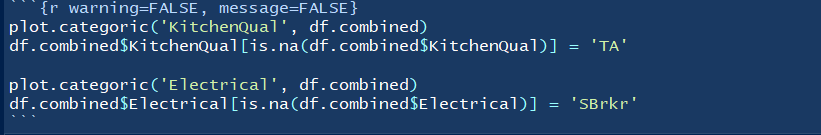 ```{r warning=FALSE, message=FALSE}
plot.categoric('KitchenQual', df.combined)
df.combined$KitchenQual[is.na(df.combined$KitchenQual)] = 'TA'
plot.categoric('Electrical', df.combined)
df.combined$Electrical[is.na(df.combined$Electrical)] = 'SBrkr'
```